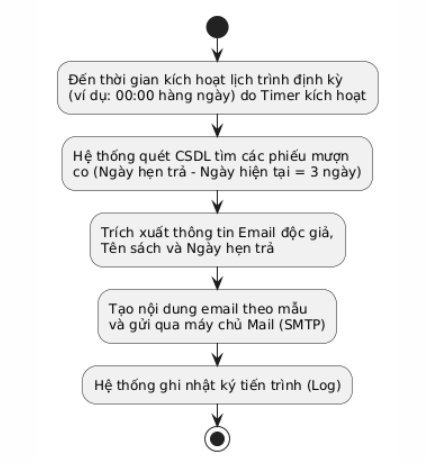 Đến thời gian kích hoạt lịch trình định kỳ
(ví dụ: 00:00 hàng ngày) do Timer kích hoạt
Hệ thống quét CSDL tìm các phiếu mượn
co (Ngày hẹn trả - Ngày hiện tại = 3 ngày)
Trích xuất thông tin Email độc giả,
Tên sách và Ngày hẹn trả
Tạo nội dung email theo mẫu
và gửi qua máy chủ Mail (SMTP)
Hệ thống ghi nhật ký tiến trình (Log)